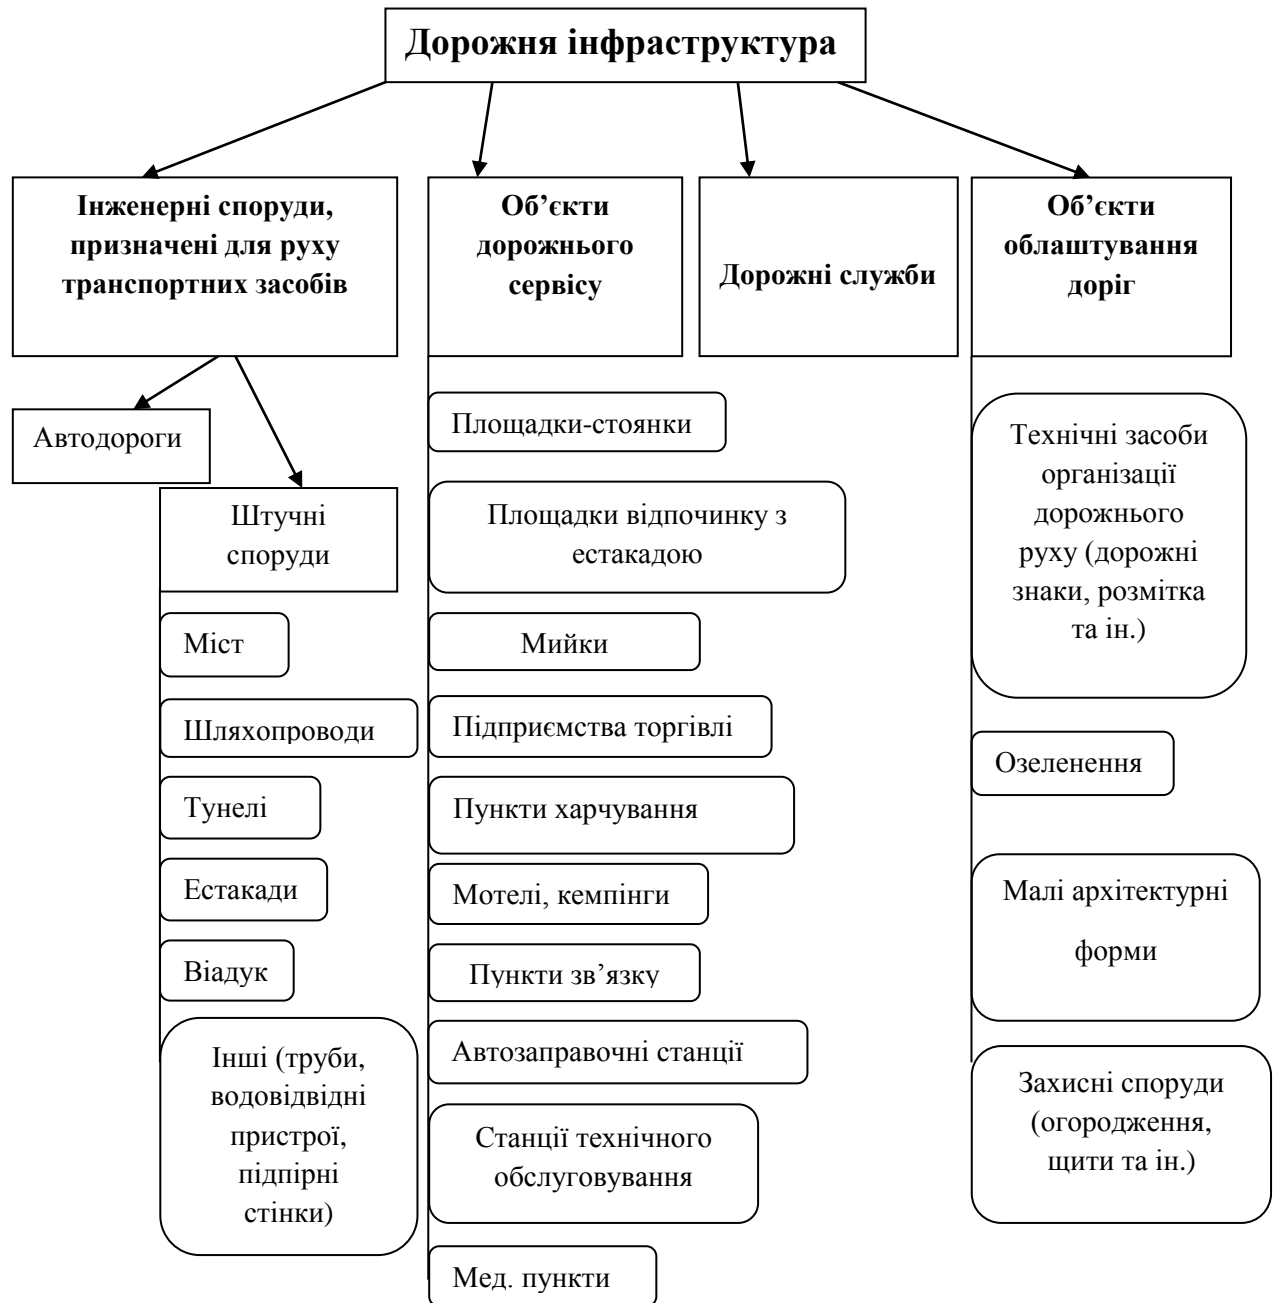 Дорожня інфраструктура
Інженерні споруди,
призначені для руху
транспортних засобів
Об’єкти
дорожнього
сервісу
Дорожні служби
Об’єкти
облаштування
доріг
Автодороги
Штучні
споруди
Міст
Шляхопроводи
Тунелі
Естакади
Віадук
Інші (труби,
водовідвідні
пристрої,
підпірні
стінки)
Площадки-стоянки
Площадки відпочинку з
естакадою
Мийки
Підприємства торгівлі
Пункти харчування
Мотелі, кемпінги
Пункти зв’язку
Автозаправочні станції
Станції технічного
обслуговування
Мед. пункти
Технічні засоби
організації
дорожнього
руху (дорожні
знаки, розмітка
та ін.)
Озеленення
Малі архітектурні
форми
Захисні споруди
(огородження,
щити та ін.)